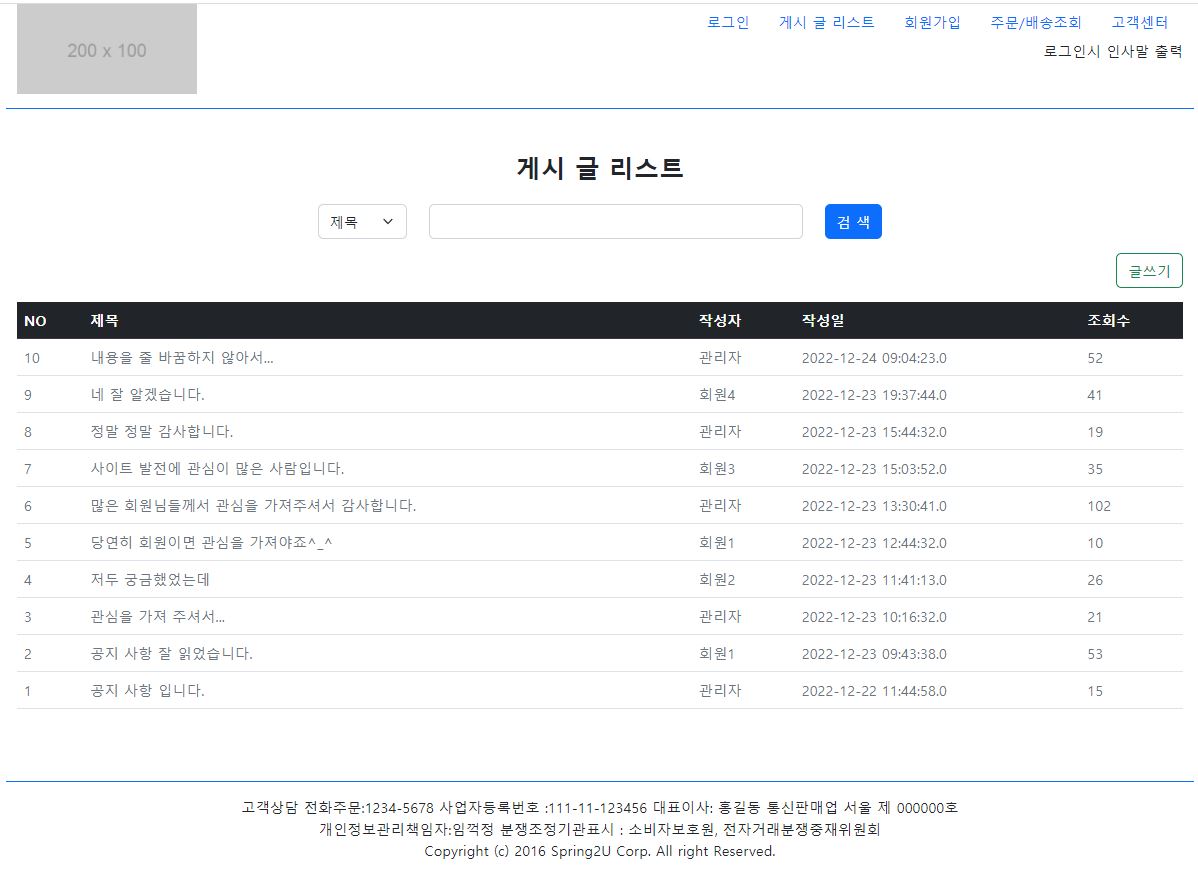 200 x 100
로그인 게시 글 리스트 회원가입 주문/배송조회 고객센터
로그인시 인사말 출력
게시 글 리스트
제목 검 색
글쓰기
NO 제목 작성자 작성일 조회수
10 내용을 줄 바꿈하지 않아서... 관리자 2022-12-24 09:04:23.0 52
9 네 잘 알겠습니다. 회원4 2022-12-23 19:37:44.0 41
8 정말 정말 감사합니다. 관리자 2022-12-23 15:44:32.0 19
7 사이트 발전에 관심이 많은 사람입니다. 회원3 2022-12-23 15:03:52.0 35
6 많은 회원님들께서 관심을 가져주셔서 감사합니다. 관리자 2022-12-23 13:30:41.0 102
5 당연히 회원이면 관심을 가져야죠^_^ 회원1 2022-12-23 12:44:32.0 10
4 저두 궁금했었는데 회원2 2022-12-23 11:41:13.0 26
3 관심을 가져 주셔서... 관리자 2022-12-23 10:16:32.0 21
2 공지 사항 잘 읽었습니다. 회원1 2022-12-23 09:43:38.0 53
1 공지 사항 입니다. 관리자 2022-12-22 11:44:58.0 15
고객상담 전화주문:1234-5678 사업자등록번호 :111-11-123456 대표이사: 홍길동 통신판매업 서울 제 000000호
개인정보관리책임자:임꺽정 분쟁조정기관표시 : 소비자보호원, 전자거래분쟁중재위원회
Copyright (c) 2016 Spring2U Corp. All right Reserved.